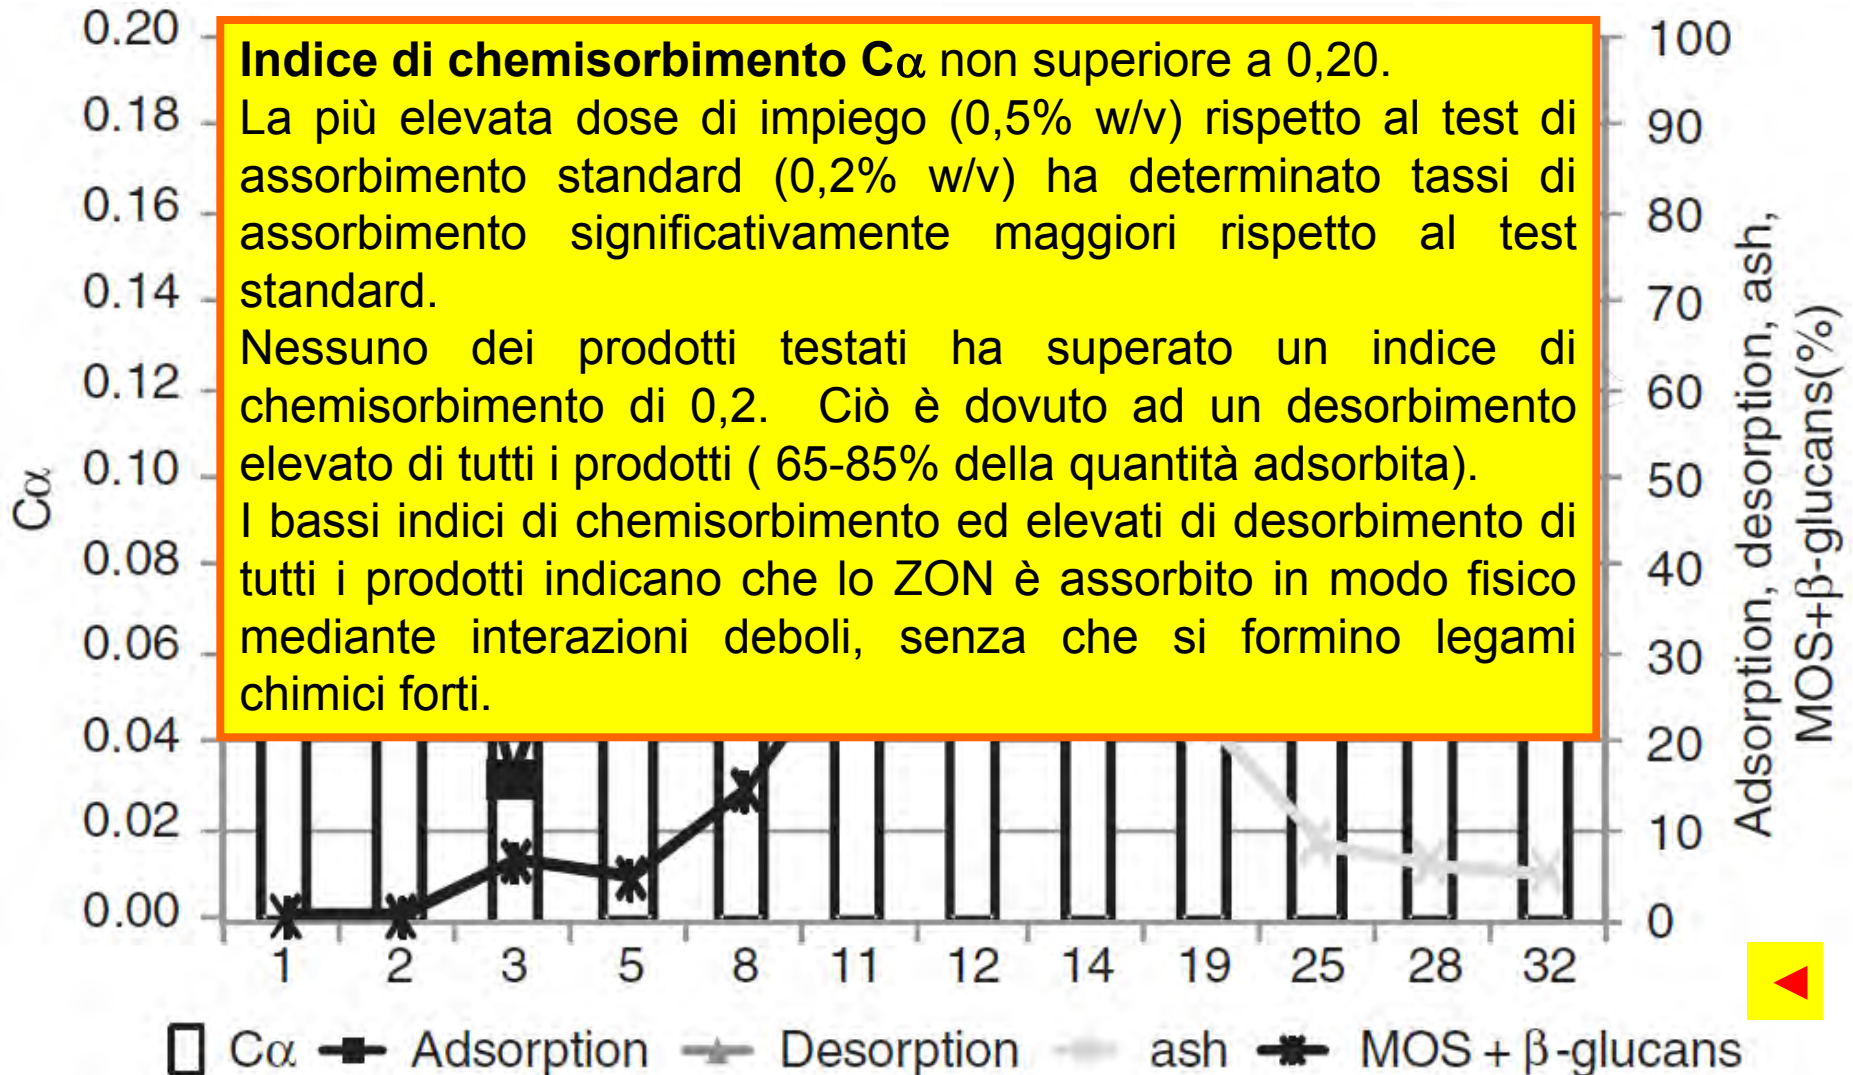 Indice di chemisorbimento Cα non superiore a 0,20.
La più elevata dose di impiego (0,5% w/v) rispetto al test di
assorbimento standard (0,2% w/v) ha determinato tassi di
assorbimento significativamente maggiori rispetto al test
standard.
Nessuno dei prodotti testati ha superato un indice di
chemisorbimento di 0,2. Ciò è dovuto ad un desorbimento
elevato di tutti i prodotti ( 65-85% della quantità adsorbita).
I bassi indici di chemisorbimento ed elevati di desorbimento di
tutti i prodotti indicano che lo ZON è assorbito in modo fisico
mediante interazioni deboli, senza che si formino legami
chimici forti.
Cα
0.20
0.18
0.16
0.14
0.12
0.10
0.08
0.06
0.04
0.02
0.00
100
90
80
70
60
50
40
30
20
10
0
Adsorption, desorption, ash,
MOS+β-glucans(%)
1 2 3 5 8 11 12 14 19 25 28 32
Cα Adsorption Desorption ash MOS + β-glucans